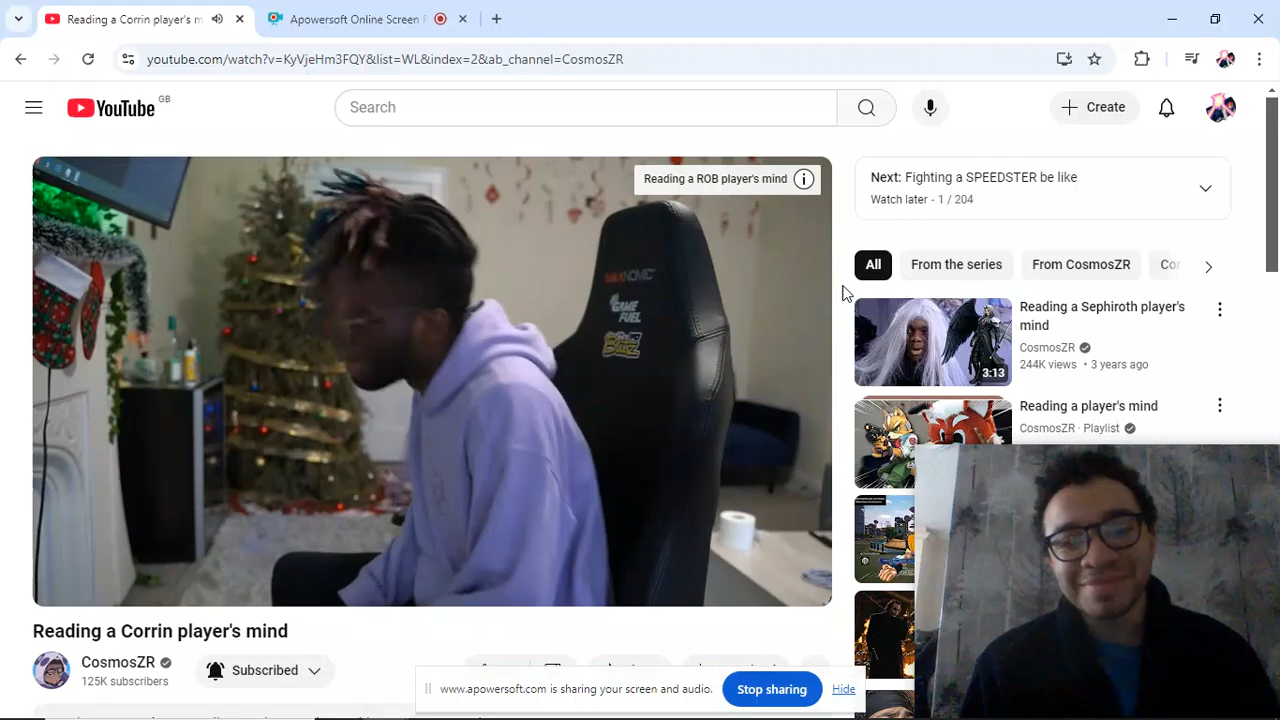 Reading a Corrin player's m
Apowersoft Online Screen R
youtube.com/watch?v=KyVjeHm3FQY&list=WL&index=2&ab_channel=CosmosZR
YouTube GB
Search
Create
Reading a ROB player's mind
MAXNOMIC
GAME FUEL
Next: Fighting a SPEEDSTER be like
Watch later - 1 / 204
All
From the series
From CosmosZR
Cor
Reading a Sephiroth player's mind
CosmosZR
244K views • 3 years ago
3:13
Reading a player's mind
CosmosZR · Playlist
Reading a Corrin player's mind
CosmosZR
125K subscribers
Subscribed
www.apowersoft.com is sharing your screen and audio.
Stop sharing
Hide